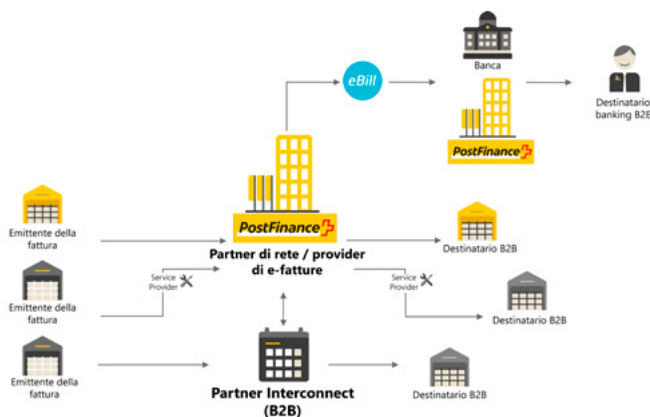 eBill
Banca
PostFinance
Destinatario
banking B2B
PostFinance
Partner di rete / provider
di e-fatture
Emittente della
fattura
Destinatario B2B
Service
Provider
Service
Provider
Emittente della
fattura
Destinatario B2B
Emittente della
fattura
Partner Interconnect
(B2B)
Destinatario B2B